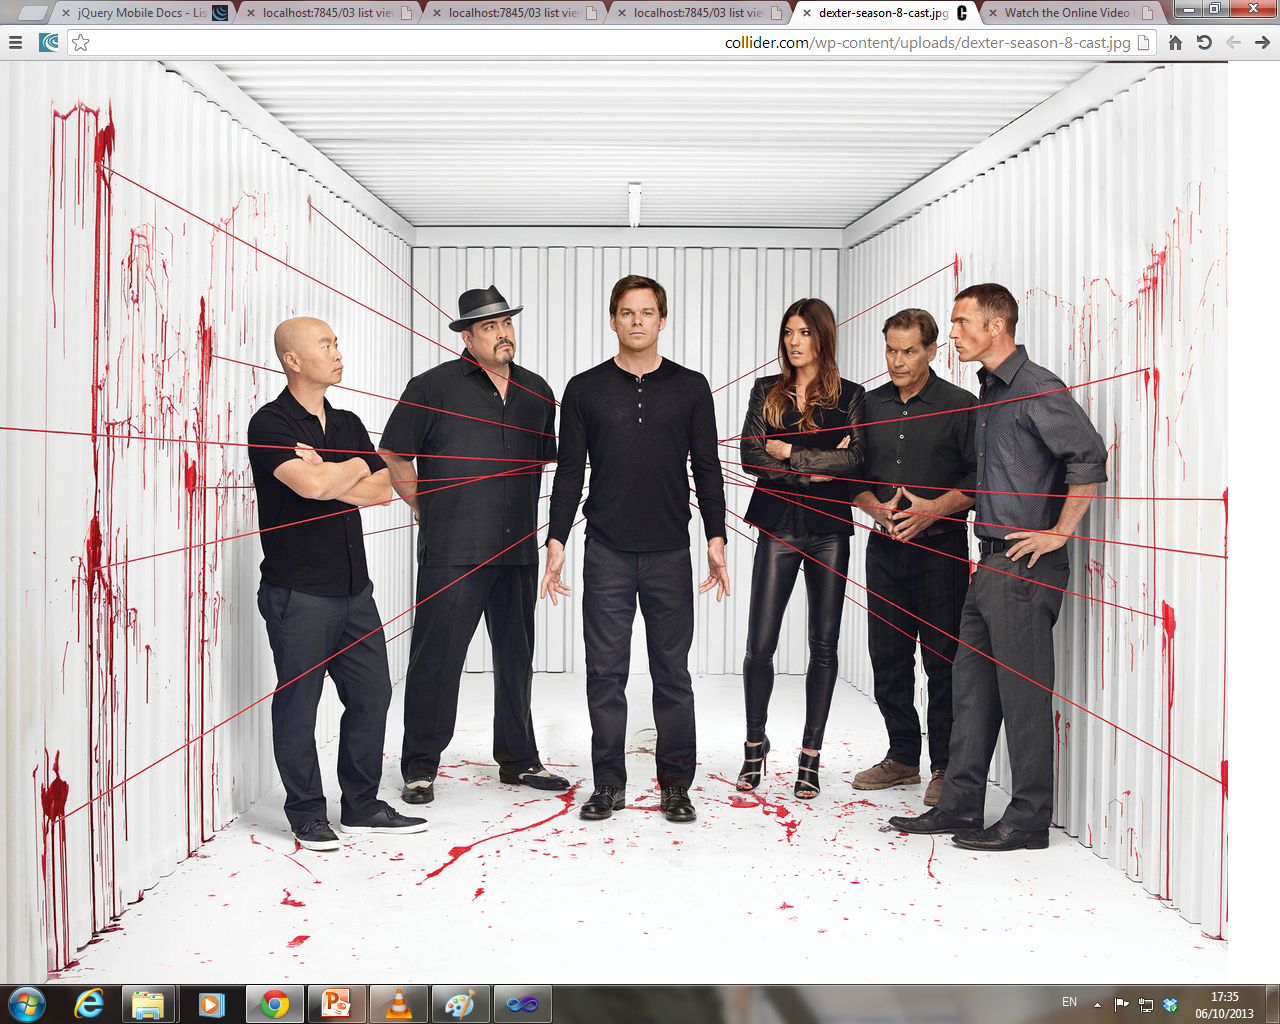 jQuery Mobile Docs - Lis
localhost:7845/03 list vie
localhost:7845/03 list vie
localhost:7845/03 list vie
dexter-season-8-cast.jpg
Watch the Online Video
collider.com/wp-content/uploads/dexter-season-8-cast.jpg
EN
17:35
06/10/2013